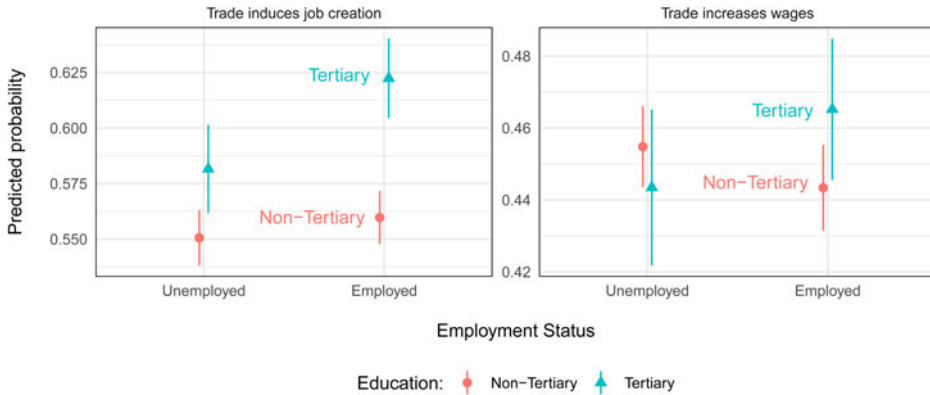 Trade induces job creation
Trade increases wages
Predicted probability
0.625
0.600
0.575
0.550
Tertiary
Non−Tertiary
Unemployed
Employed
0.48
0.46
0.44
0.42
Tertiary
Non−Tertiary
Unemployed
Employed
Employment Status
Education: Non−Tertiary Tertiary